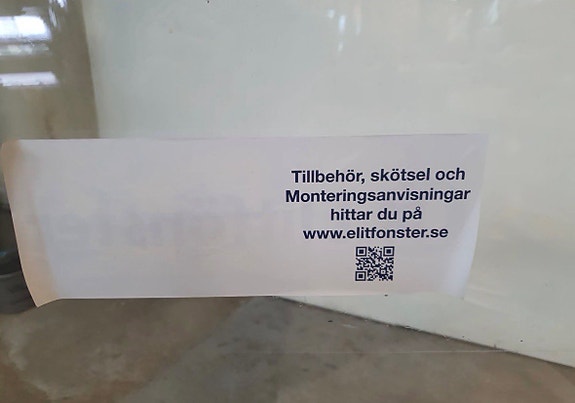 Tillbehör, skötsel och
Monteringsanvisningar
hittar du på
www.elitfonster.se